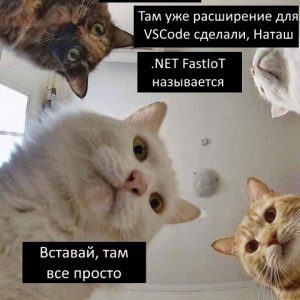 Там уже расширение для
VSCode сделали, Наташ
.NET FastIoT
называется
Вставай, там
все просто